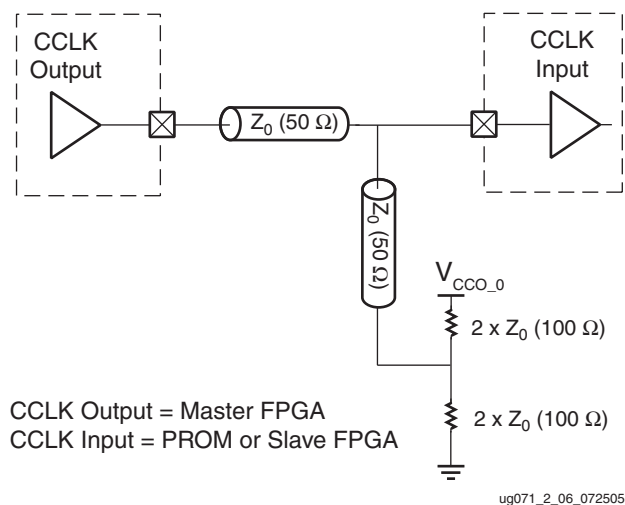 CCLK
Output
CCLK
Input
Z0 (50 Ω)
Z0 (50 Ω)
VCCO_0
2 x Z0 (100 Ω)
2 x Z0 (100 Ω)
CCLK Output = Master FPGA
CCLK Input = PROM or Slave FPGA
ug071_2_06_072505